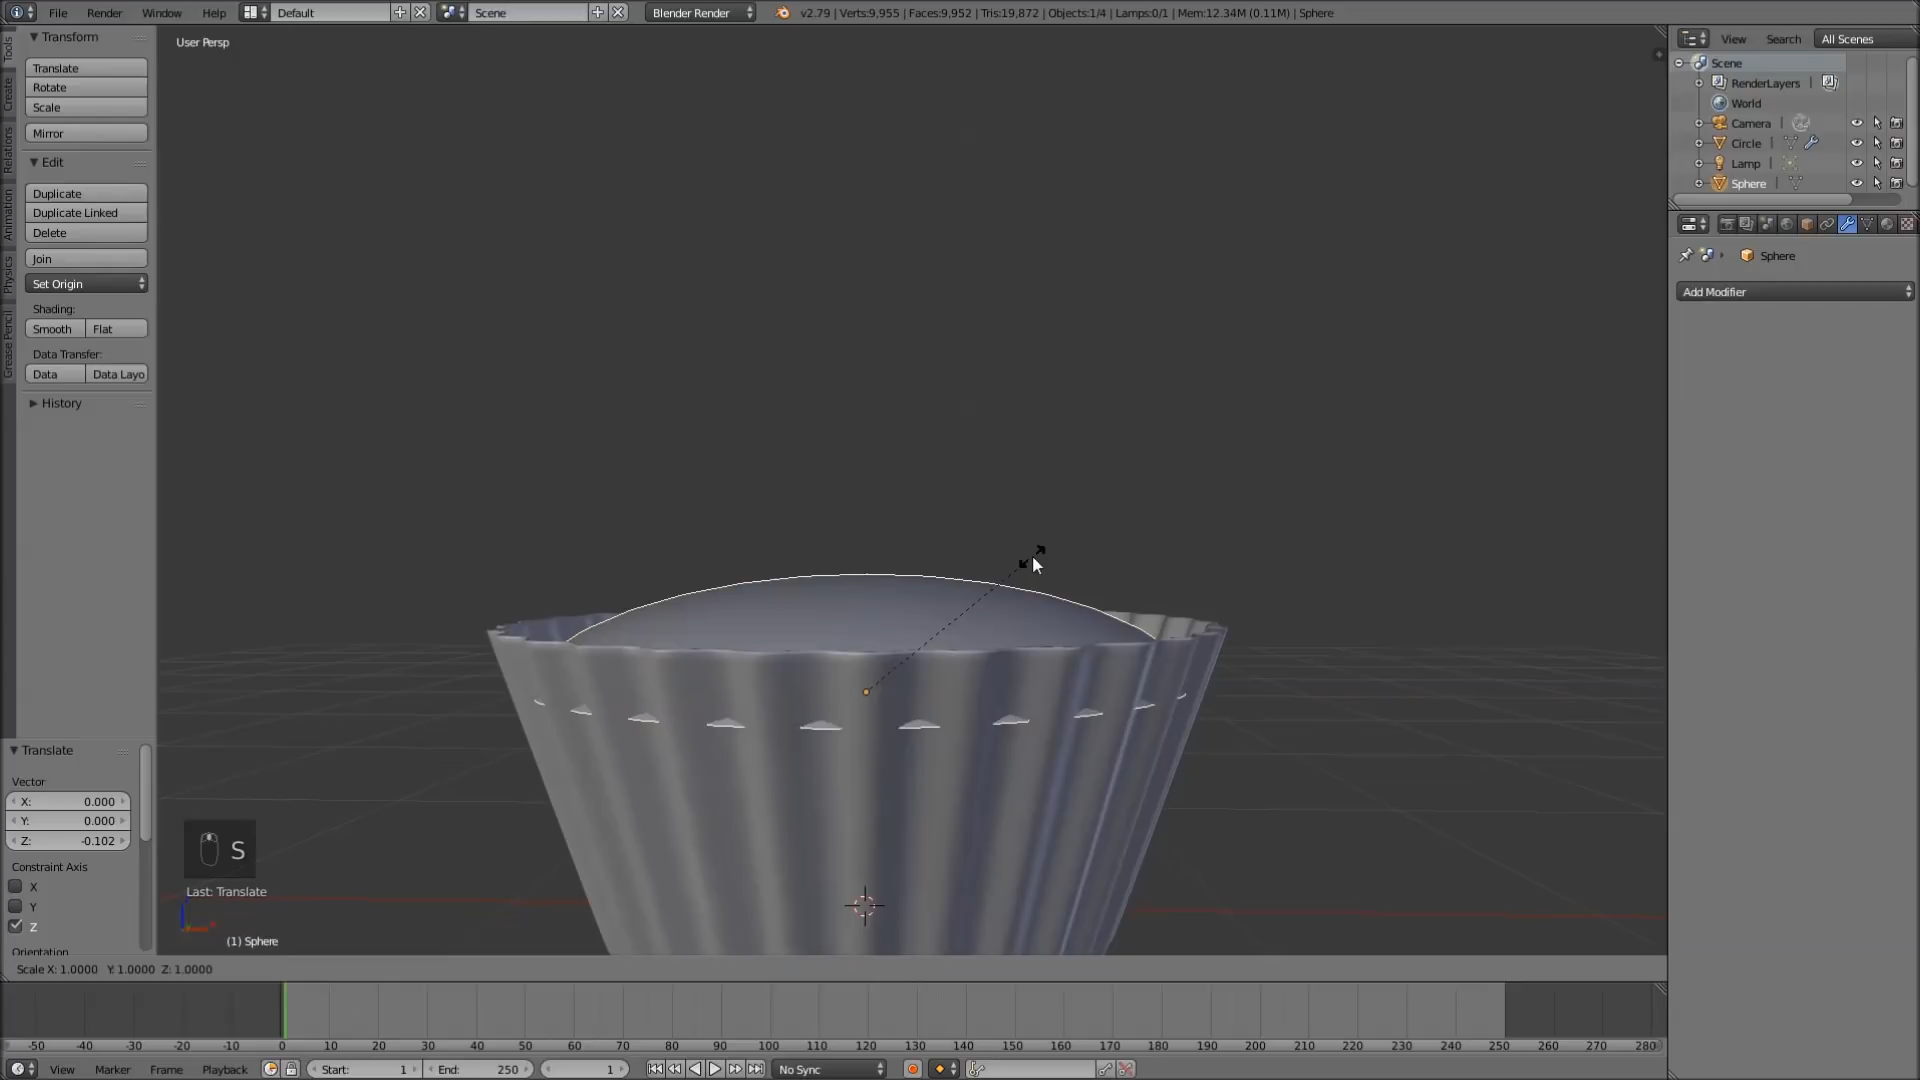 File Render Window Help Default Scene Blender Render v2.79 | Verts:9,955 | Faces:9,952 | Tris:19,872 | Objects:1/4 | Lamps:0/1 | Mem:12.34M (0.11M) | Sphere
User Persp
Tools
Create
Relations
Animation
Physics
Grease Pencil
Transform
Translate
Rotate
Scale
Mirror
Edit
Duplicate
Duplicate Linked
Delete
Join
Set Origin
Shading:
Smooth Flat
Data Transfer:
Data Data Layo
History
Translate
Vector
X: 0.000
Y: 0.000
Z: -0.102
Constraint Axis
X
Y
Z
Orientation
S
Last: Translate
(1) Sphere
Scale X: 1.0000 Y: 1.0000 Z: 1.0000
View Search All Scenes
Scene
RenderLayers
World
Camera
Circle
Lamp
Sphere
Sphere
Add Modifier
-50 -40 -30 -20 -10 0 10 20 30 40 50 60 70 80 90 100 110 120 130 140 150 160 170 180 190 200 210 220 230 240 250 260 270 280
View Marker Frame Playback Start: 1 End: 250 1 No Sync